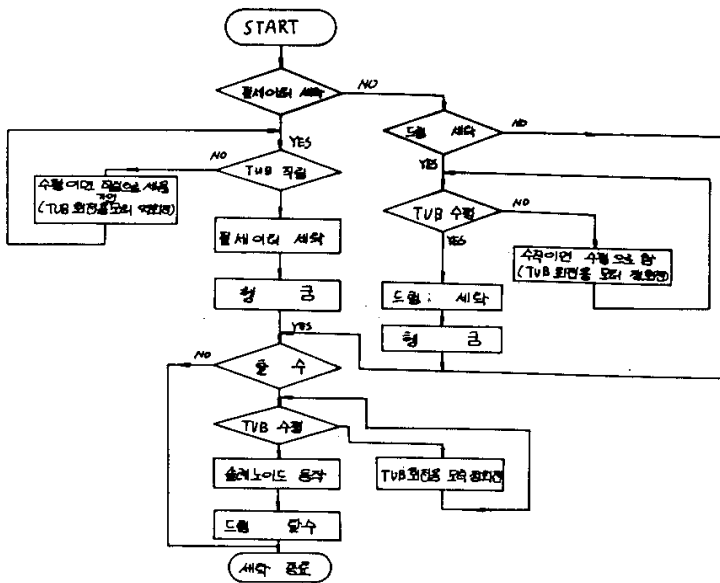 START
펄세이터 세탁
NO
드럼 세탁
NO
YES
YES
NO
TUB 직립
TUB 수평
NO
수평이면 직립으로 세움
(TUB 회전용 모터 역회전)
YES
펄세이터 세탁
수직이면 수평으로 함
(TUB 회전용 모터 정회전)
드럼 세탁
헹 굼
헹 굼
YES
NO
탈 수
TUB 수평
TUB 회전용 모터 정회전
솔레노이드 동작
드럼 탈수
세탁 종료